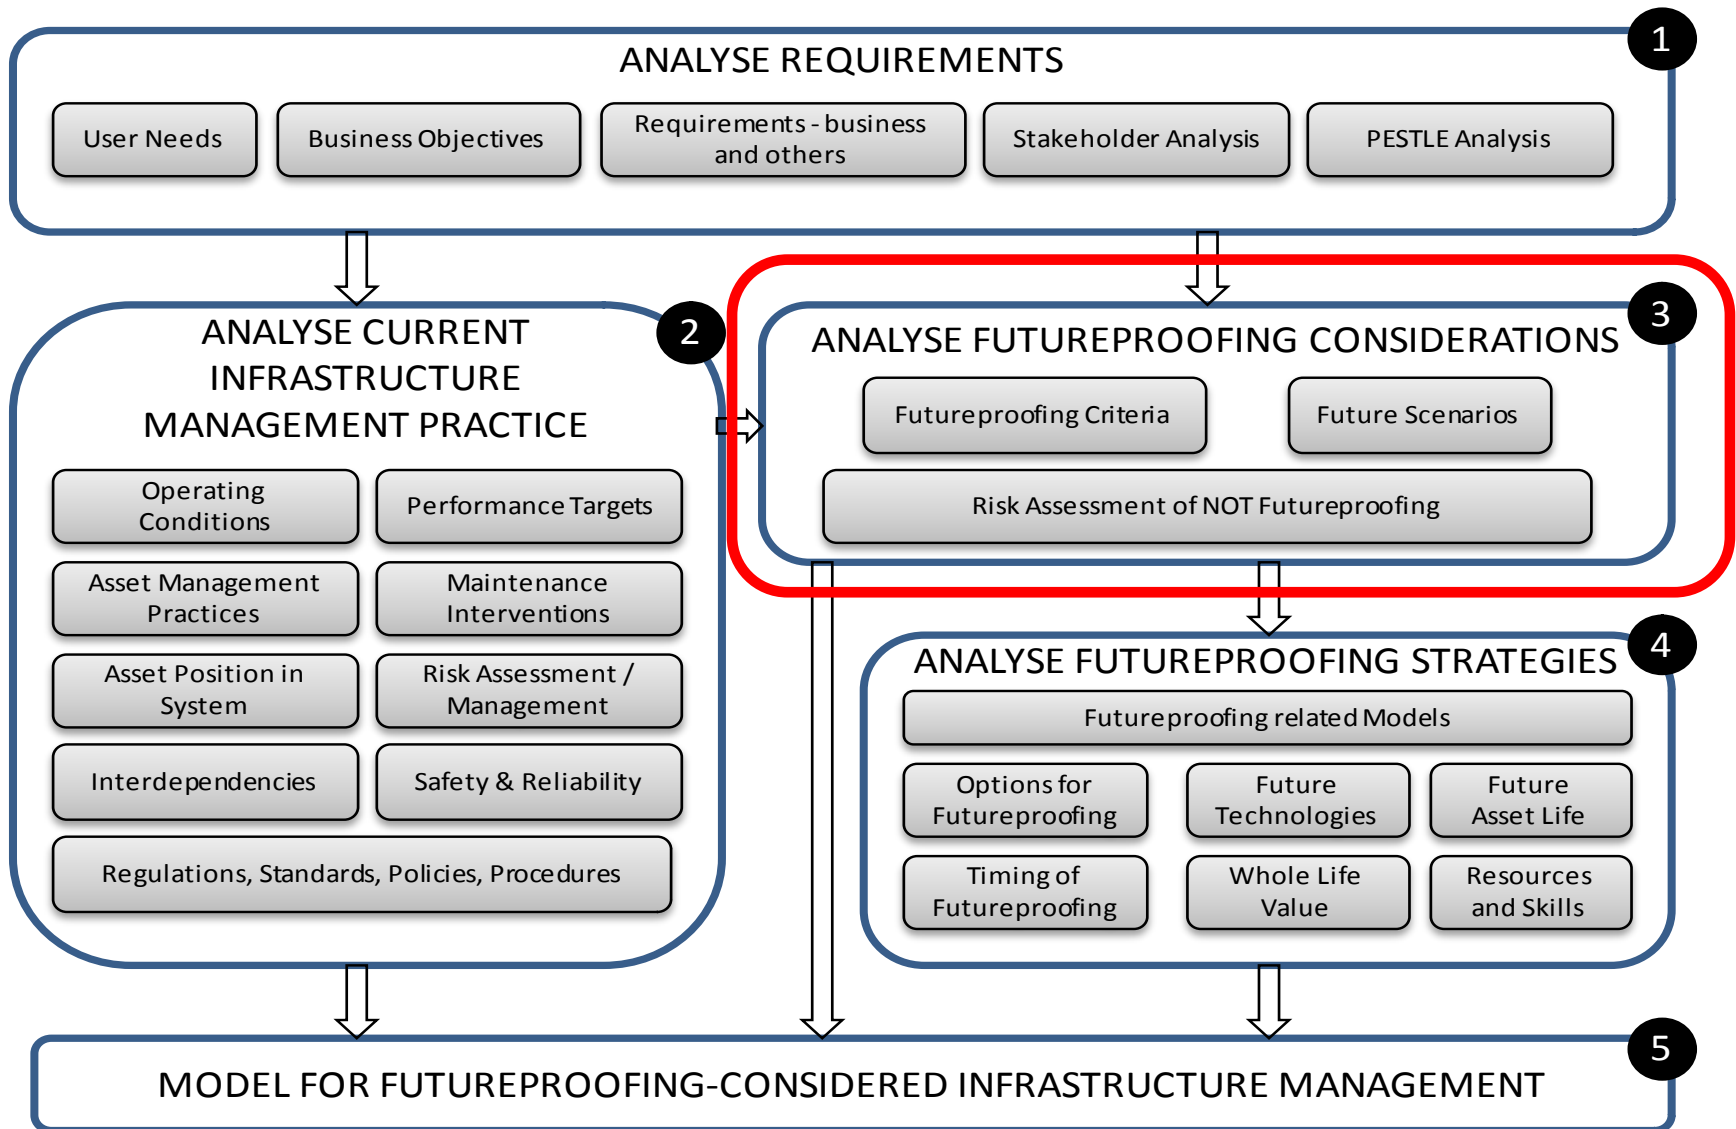 1
ANALYSE REQUIREMENTS
User Needs
Business Objectives
Requirements - business
and others
Stakeholder Analysis
PESTLE Analysis
2
ANALYSE CURRENT
INFRASTRUCTURE
MANAGEMENT PRACTICE
Operating
Conditions
Performance Targets
Asset Management
Practices
Maintenance
Interventions
Asset Position in
System
Risk Assessment /
Management
Interdependencies
Safety & Reliability
Regulations, Standards, Policies, Procedures
3
ANALYSE FUTUREPROOFING CONSIDERATIONS
Futureproofing Criteria
Future Scenarios
Risk Assessment of NOT Futureproofing
4
ANALYSE FUTUREPROOFING STRATEGIES
Futureproofing related Models
Options for
Futureproofing
Future
Technologies
Future
Asset Life
Timing of
Futureproofing
Whole Life
Value
Resources
and Skills
5
MODEL FOR FUTUREPROOFING-CONSIDERED INFRASTRUCTURE MANAGEMENT